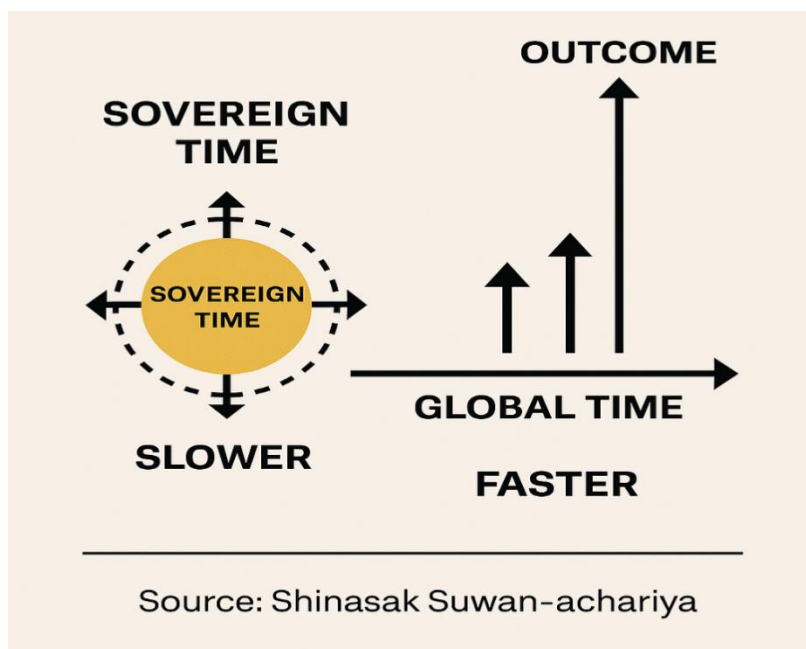 SOVEREIGN
TIME
SOVEREIGN
TIME
SLOWER
OUTCOME
GLOBAL TIME
FASTER
Source: Shinasak Suwan-achariya